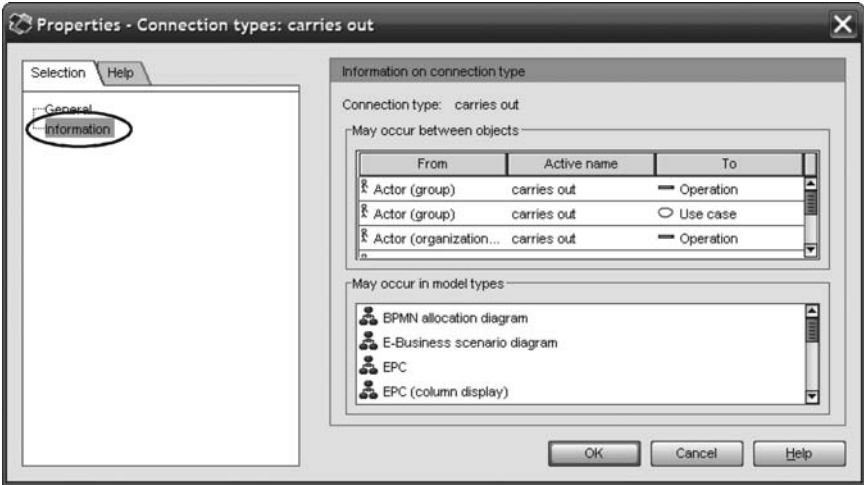 Properties - Connection types: carries out
Selection Help
General
Information
Information on connection type
Connection type: carries out
May occur between objects
From Active name To
Actor (group) carries out Operation
Actor (group) carries out Use case
Actor (organization... carries out Operation
May occur in model types
BPMN allocation diagram
E-Business scenario diagram
EPC
EPC (column display)
OK Cancel Help